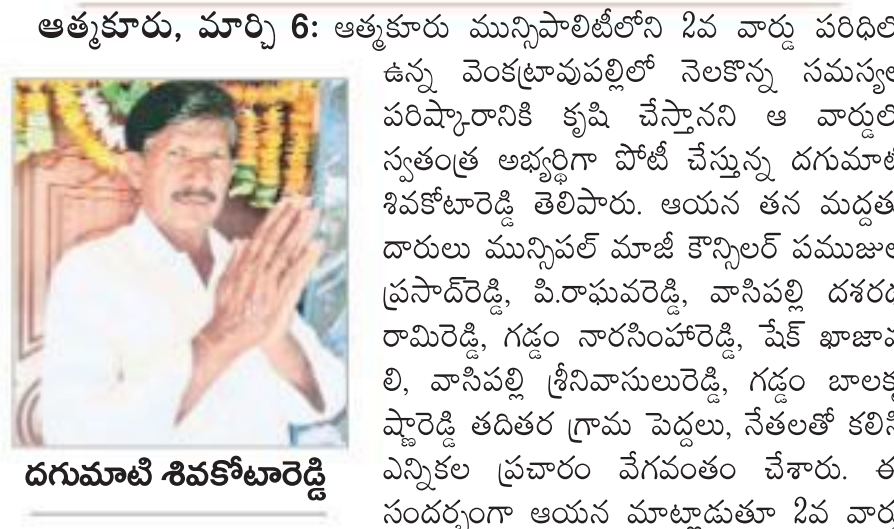 ఆత్మకూరు, మార్చి 6: ఆత్మకూరు మున్సిపాలిటీలోని 2వ వార్డు పరిధిలో
ఉన్న వెంకట్రావుపల్లిలో నెలకొన్న సమస్యల
పరిష్కారానికి కృషి చేస్తానని ఆ వార్డులో
స్వతంత్ర అభ్యర్థిగా పోటీ చేస్తున్న దగుమాటి
శివకోటారెడ్డి తెలిపారు. ఆయన తన మద్దతు
దారులు మున్సిపల్ మాజీ కౌన్సిలర్ పముజుల
ప్రసాద్‌రెడ్డి, పి.రాఘవరెడ్డి, వాసిపల్లి దశరధ
రామిరెడ్డి, గడ్డం నారసింహారెడ్డి, షేక్ ఖాజావ
లి, వాసిపల్లి శ్రీనివాసులురెడ్డి, గడ్డం బాలకృ
ష్ణారెడ్డి తదితర గ్రామ పెద్దలు, నేతలతో కలిసి
ఎన్నికల ప్రచారం వేగవంతం చేశారు. ఈ
సందర్భంగా ఆయన మాట్లాడుతూ 2వ వార్డు
దగుమాటి శివకోటారెడ్డి